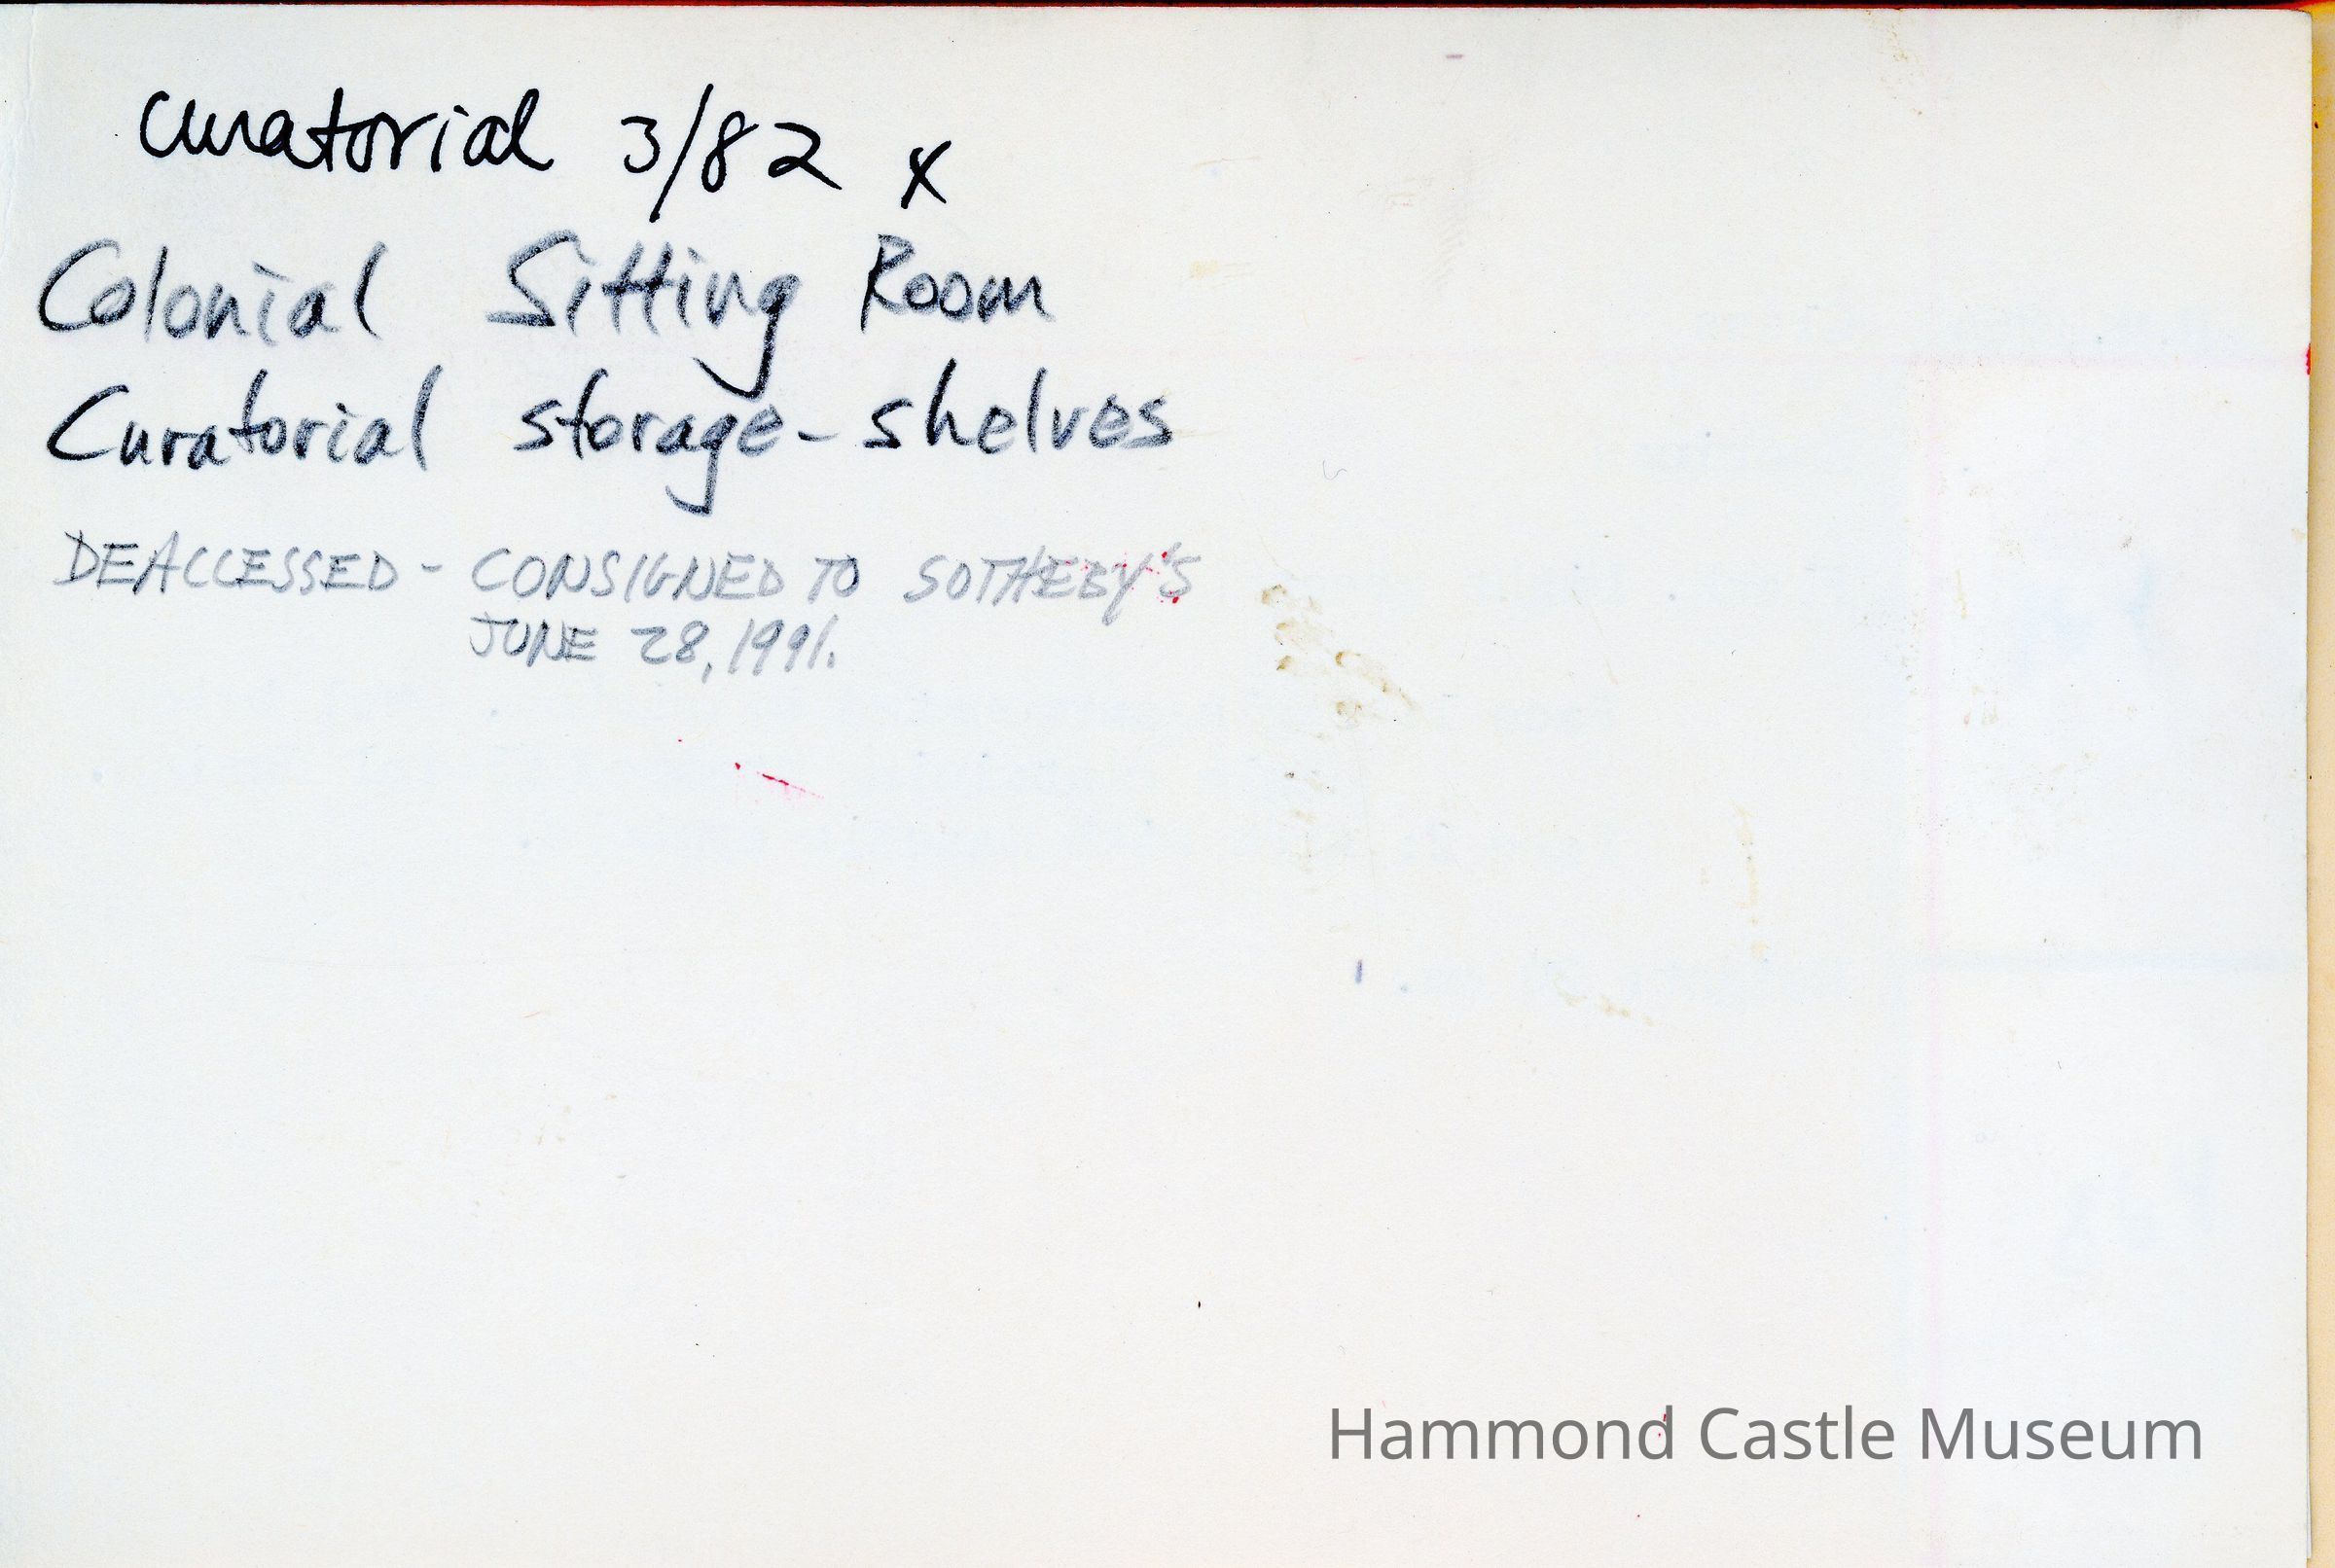 curatorial 3/82 x
Colonial Sitting Room
Curatorial storage - shelves
DEACCESSED - CONSIGNED TO SOTHEBY'S
JUNE 28, 1991.
Hammond Castle Museum